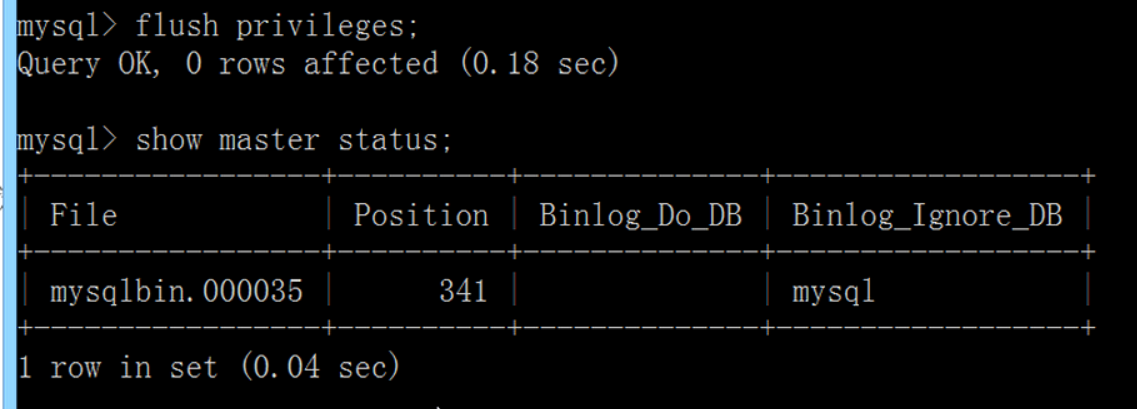 mysql> flush privileges;
Query OK, 0 rows affected (0.18 sec)
mysql> show master status;
+-----------------+----------+--------------+------------------+
| File            | Position | Binlog_Do_DB | Binlog_Ignore_DB |
+-----------------+----------+--------------+------------------+
| mysqlbin.000035 |      341 |              | mysql            |
+-----------------+----------+--------------+------------------+
1 row in set (0.04 sec)